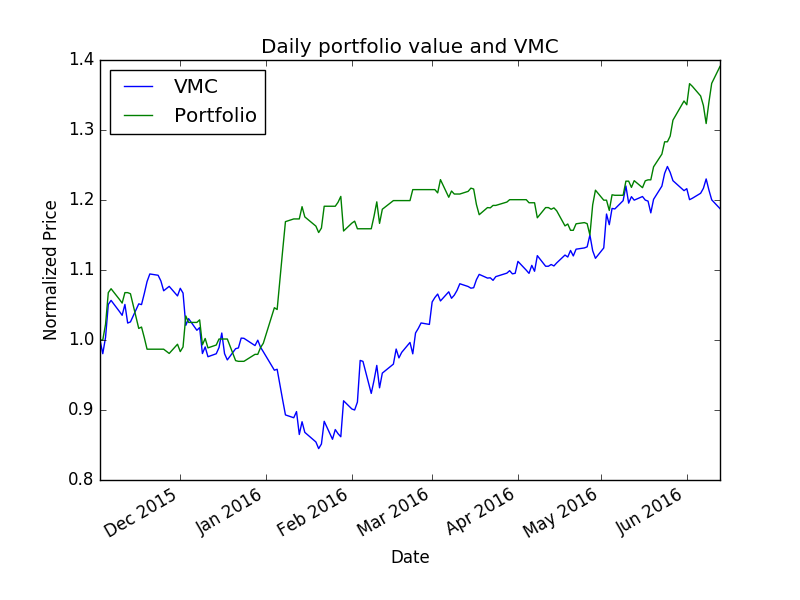 Daily portfolio value and VMC
1.4
1.3
1.2
1.1
1.0
0.9
0.8
Normalized Price
VMC
Portfolio
Dec 2015
Jan 2016
Feb 2016
Mar 2016
Apr 2016
May 2016
Jun 2016
Date